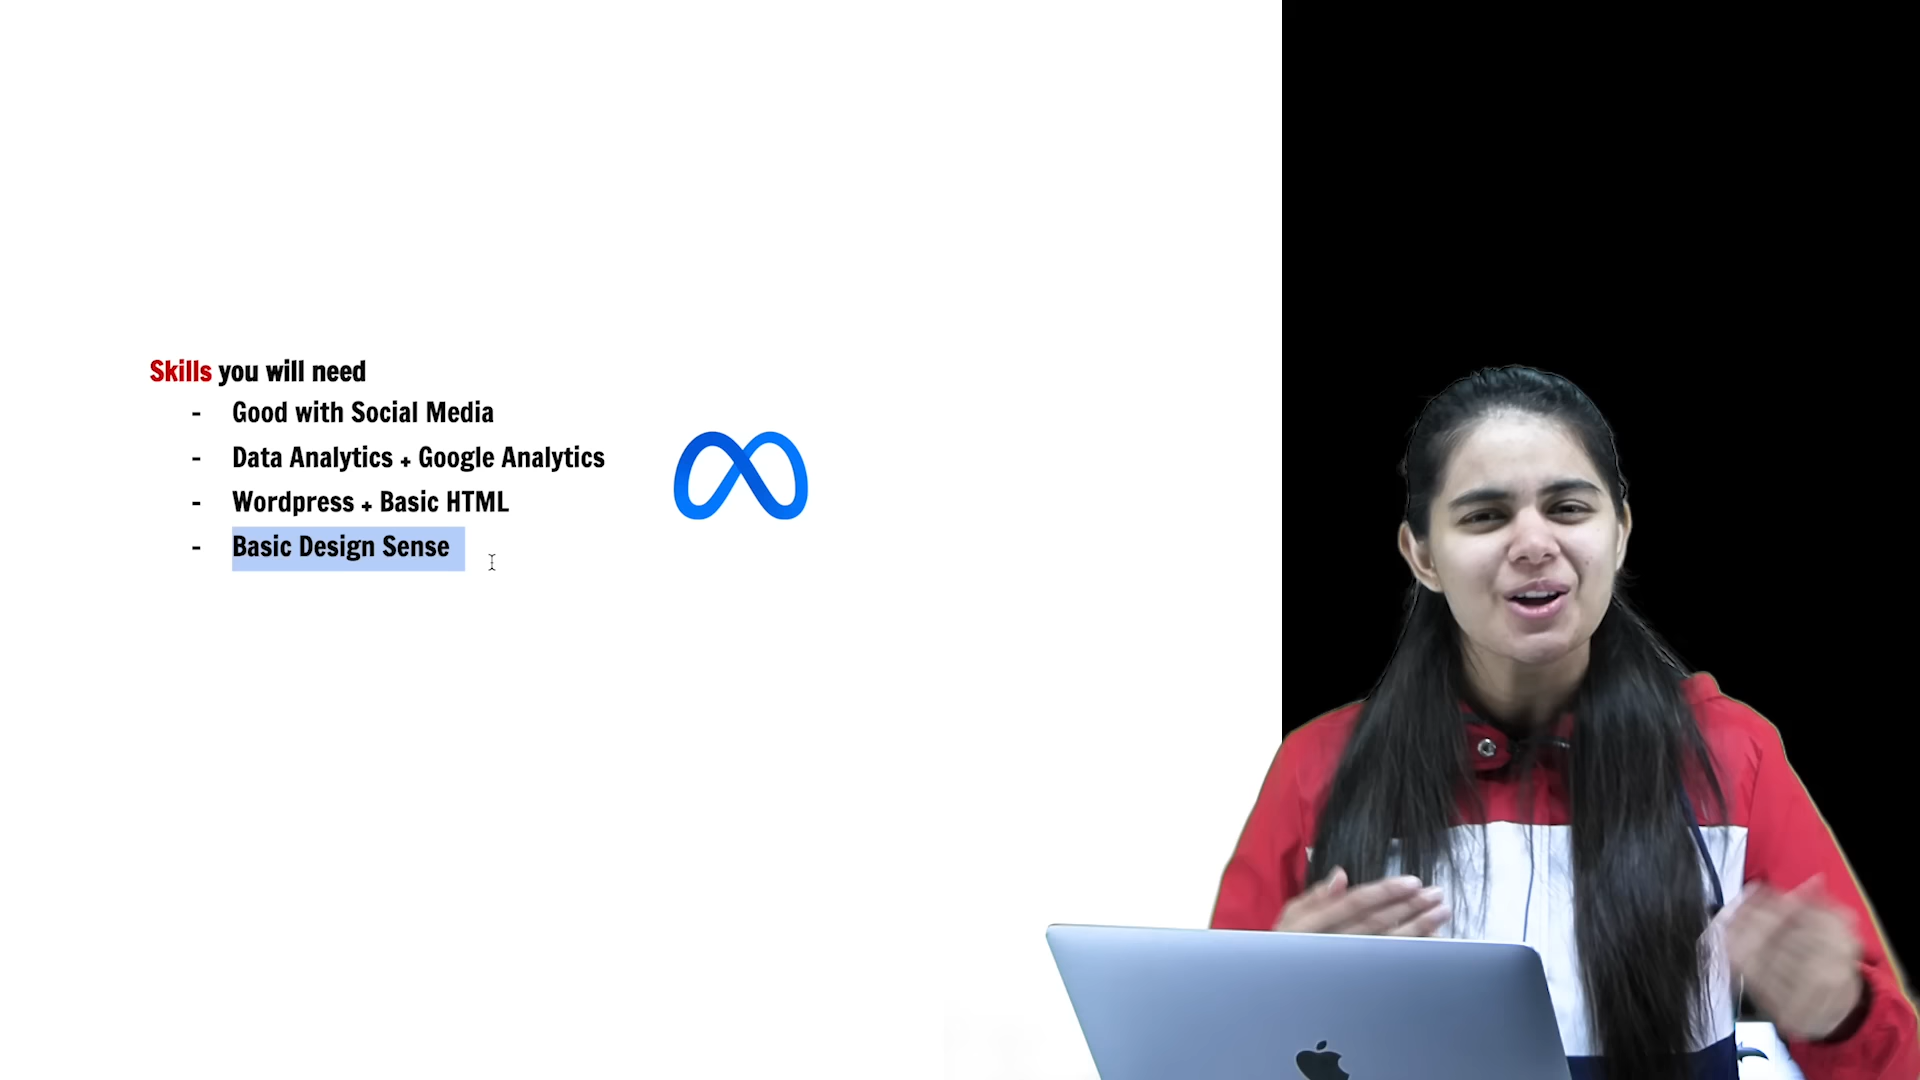 Skills you will need
- Good with Social Media
- Data Analytics + Google Analytics
- Wordpress + Basic HTML
- Basic Design Sense